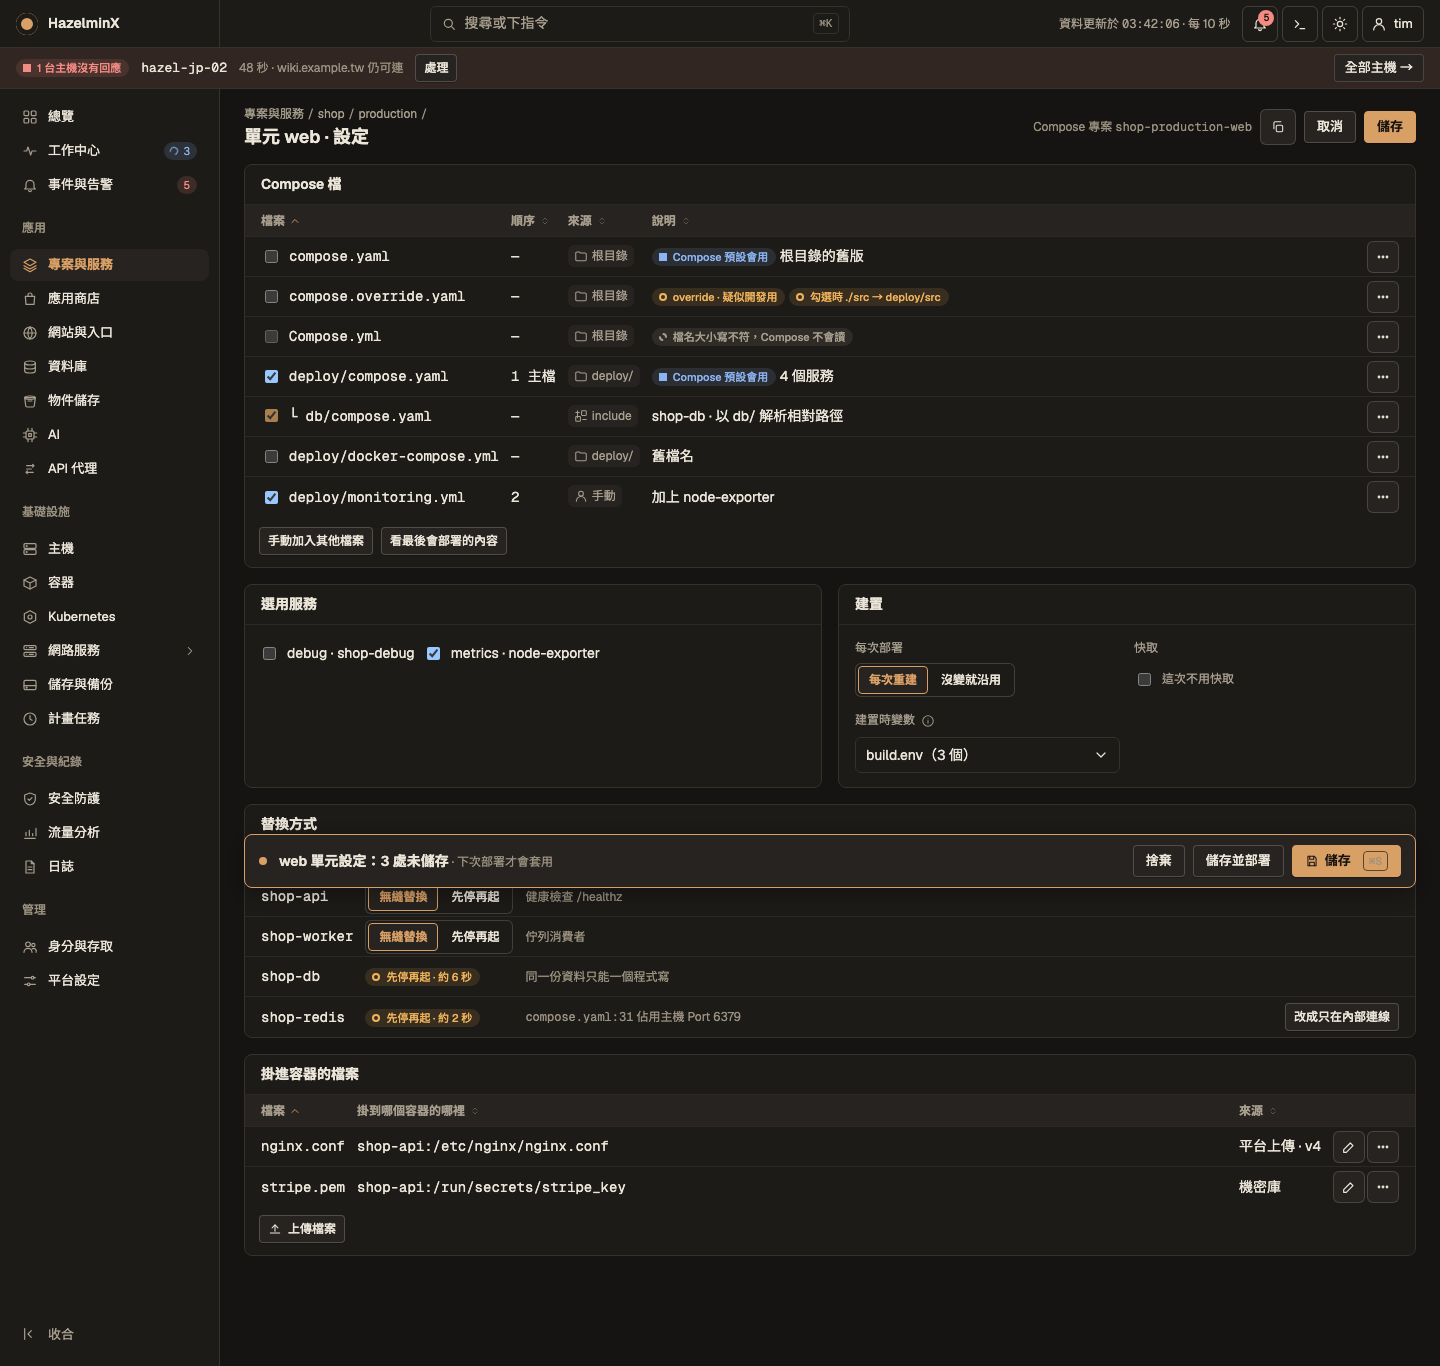 HazelminX
搜尋或下指令 ⌘K
資料更新於 03:42:06 · 每 10 秒
5
tim
1 台主機沒有回應 hazel-jp-02 48 秒 · wiki.example.tw 仍可連 處理
全部主機 →
總覽
工作中心 3
事件與告警 5
應用
專案與服務
應用商店
網站與入口
資料庫
物件儲存
AI
API 代理
基礎設施
主機
容器
Kubernetes
網路服務
儲存與備份
計畫任務
安全與紀錄
安全防護
流量分析
日誌
管理
身分與存取
平台設定
收合
專案與服務 / shop / production /
單元 web · 設定
Compose 專案 shop-production-web
取消
儲存
Compose 檔
檔案 順序 來源 說明
compose.yaml – 根目錄 Compose 預設會用 根目錄的舊版
compose.override.yaml – 根目錄 override · 疑似開發用 勾選時 ./src → deploy/src
Compose.yml – 根目錄 檔名大小寫不符，Compose 不會讀
deploy/compose.yaml 1 主檔 deploy/ Compose 預設會用 4 個服務
└ db/compose.yaml – include shop-db · 以 db/ 解析相對路徑
deploy/docker-compose.yml – deploy/ 舊檔名
deploy/monitoring.yml 2 手動 加上 node-exporter
手動加入其他檔案 看最後會部署的內容
選用服務
debug · shop-debug metrics · node-exporter
建置
每次部署 快取
每次重建 沒變就沿用 這次不用快取
建置時變數
build.env（3 個）
替換方式
web 單元設定：3 處未儲存 · 下次部署才會套用
捨棄 儲存並部署 儲存 ⌘S
shop-api 無縫替換 先停再起 健康檢查 /healthz
shop-worker 無縫替換 先停再起 佇列消費者
shop-db 先停再起 · 約 6 秒 同一份資料只能一個程式寫
shop-redis 先停再起 · 約 2 秒 compose.yaml:31 佔用主機 Port 6379 改成只在內部連線
掛進容器的檔案
檔案 掛到哪個容器的哪裡 來源
nginx.conf shop-api:/etc/nginx/nginx.conf 平台上傳 · v4
stripe.pem shop-api:/run/secrets/stripe_key 機密庫
上傳檔案